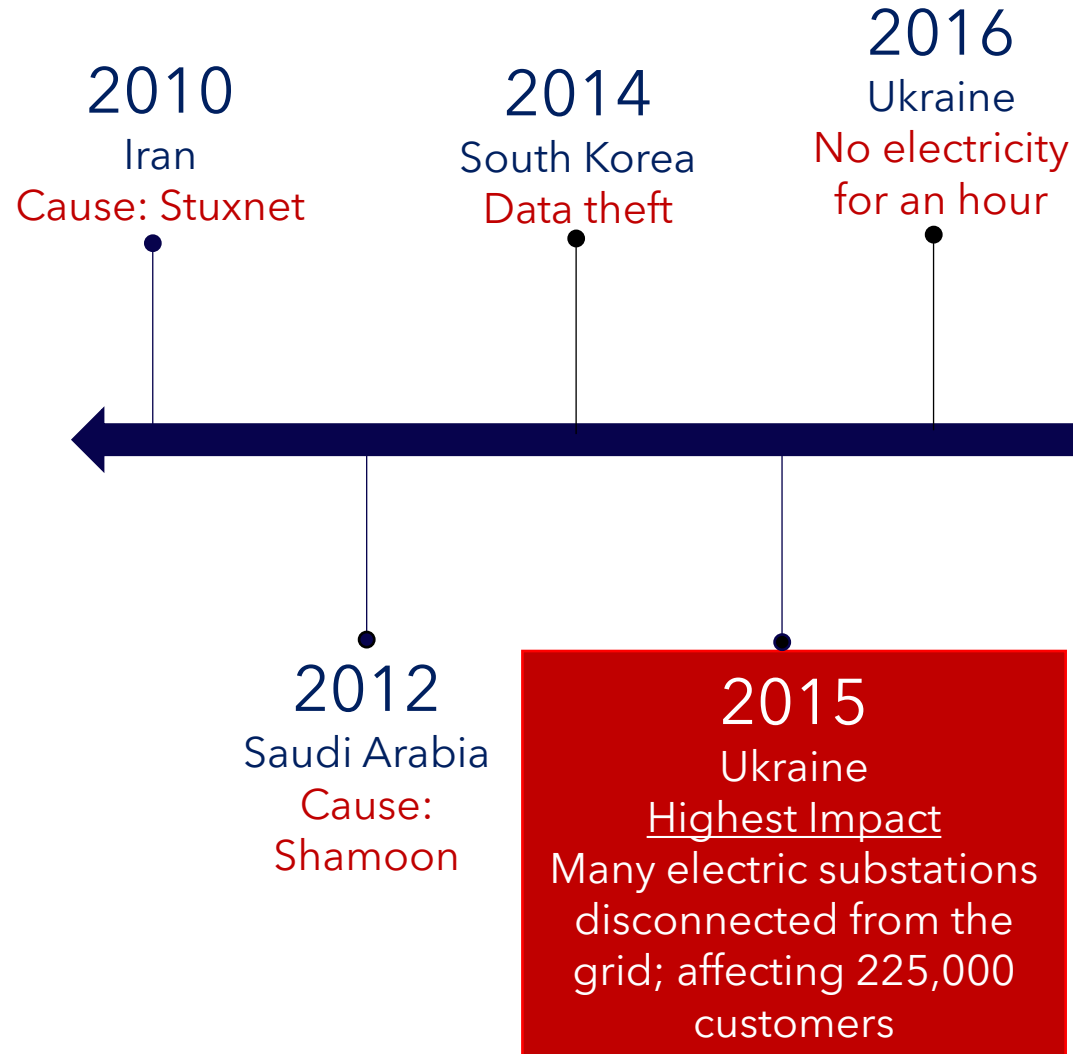 2010
Iran
Cause: Stuxnet
2014
South Korea
Data theft
2016
Ukraine
No electricity
for an hour
2012
Saudi Arabia
Cause:
Shamoon
2015
Ukraine
Highest Impact
Many electric substations
disconnected from the
grid; affecting 225,000
customers